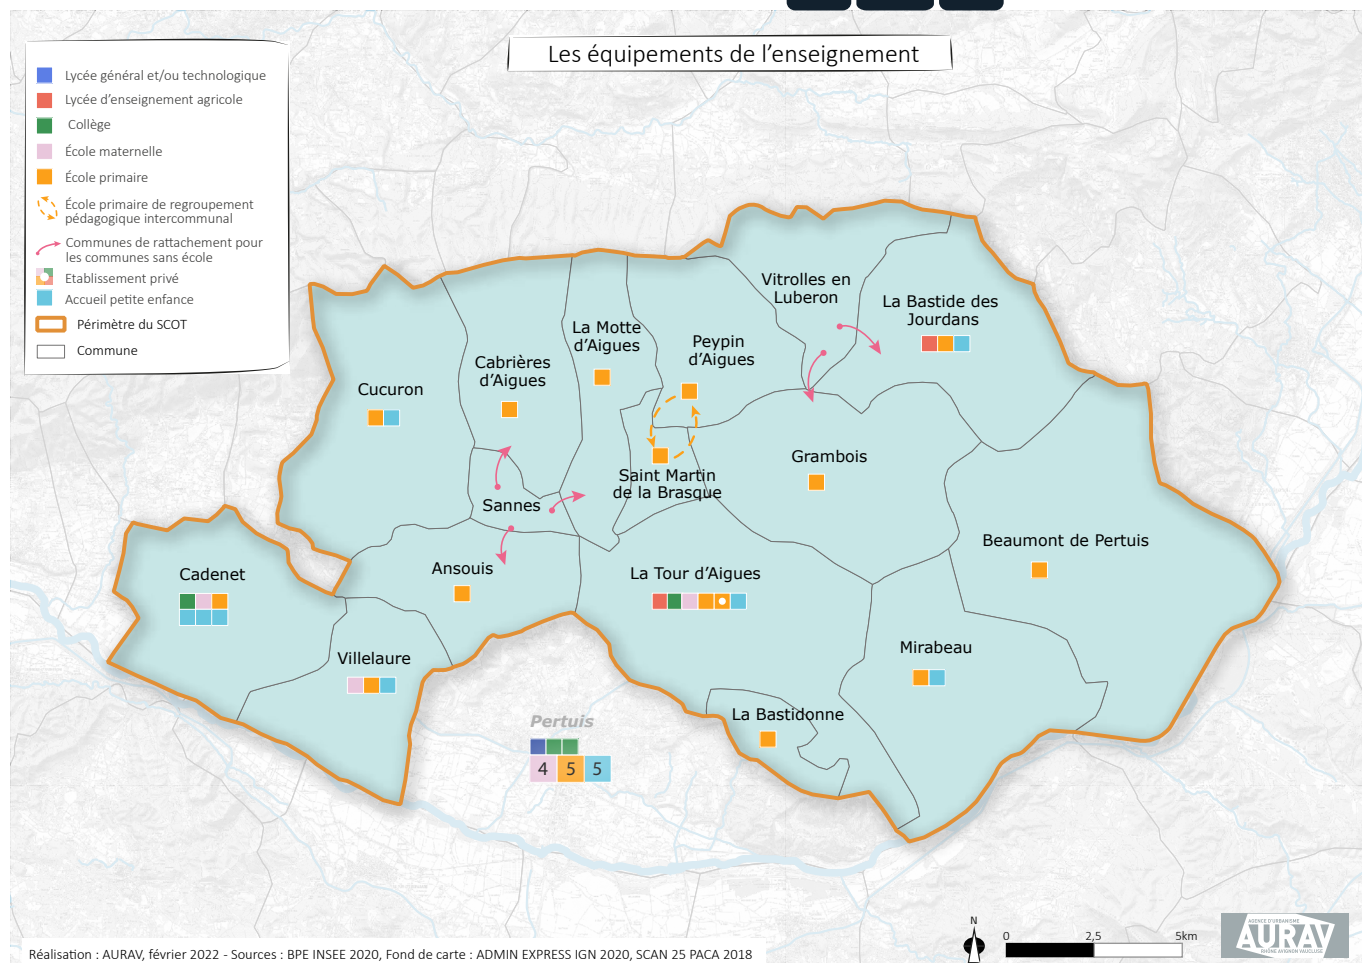 Les équipements de l'enseignement
Lycée général et/ou technologique
Lycée d'enseignement agricole
Collège
École maternelle
École primaire
École primaire de regroupement
pédagogique intercommunal
Communes de rattachement pour
les communes sans école
Etablissement privé
Accueil petite enfance
Périmètre du SCOT
Commune
Vitrolles en
Luberon
La Bastide des
Jourdans
La Motte
d'Aigues
Peypin
d'Aigues
Cabrières
d'Aigues
Cucuron
Grambois
Saint Martin
de la Brasque
Sannes
Beaumont de Pertuis
Ansouis
La Tour d'Aigues
Cadenet
Mirabeau
Villelaure
La Bastidonne
Pertuis
4 5 5
N
0 2,5 5km
AGENCE D'URBANISME
AURAV
RHÔNE AVIGNON VAUCLUSE
Réalisation : AURAV, février 2022 - Sources : BPE INSEE 2020, Fond de carte : ADMIN EXPRESS IGN 2020, SCAN 25 PACA 2018